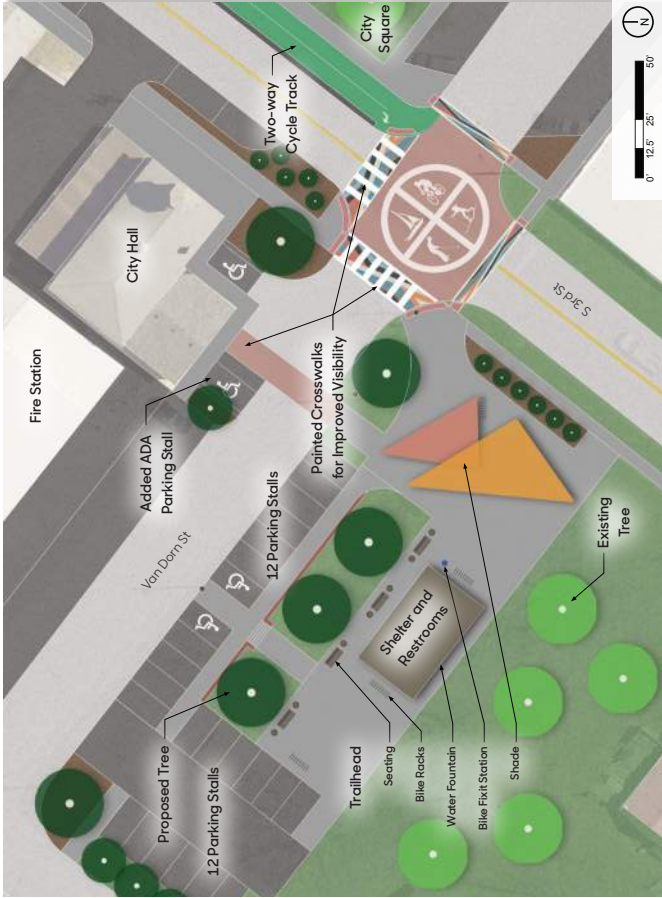 Fire Station
City Hall
Added ADA
Parking Stall
Van Dorn St
Proposed Tree
12 Parking Stalls
12 Parking Stalls
Two-way
Cycle Track
Painted Crosswalks
for Improved Visibility
City
Square
Trailhead
Seating
Bike Racks
Water Fountain
Bike Fixit Station
Shade
Shelter and
Restrooms
S 3rd St
Existing
Tree
0' 12.5' 25' 50'
N